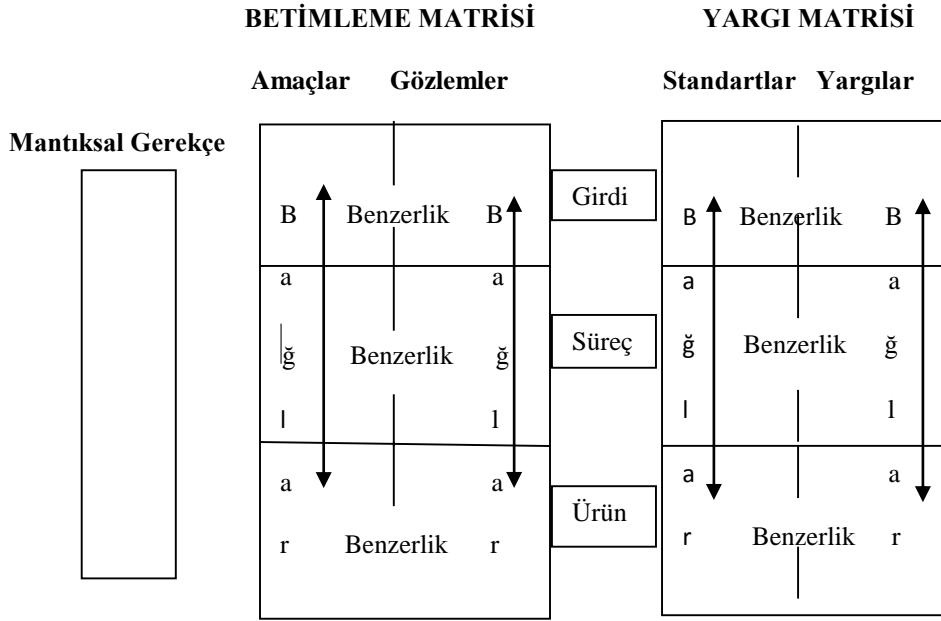 BETİMLEME MATRİSİ YARGI MATRİSİ
Amaçlar Gözlemler Standartlar Yargılar
Mantıksal Gerekçe
Girdi
B Benzerlik B B Benzerlik B
a a a a
Süreç
ğ Benzerlik ğ ğ Benzerlik ğ
l l l l
a a a a
Ürün
r Benzerlik r r Benzerlik r